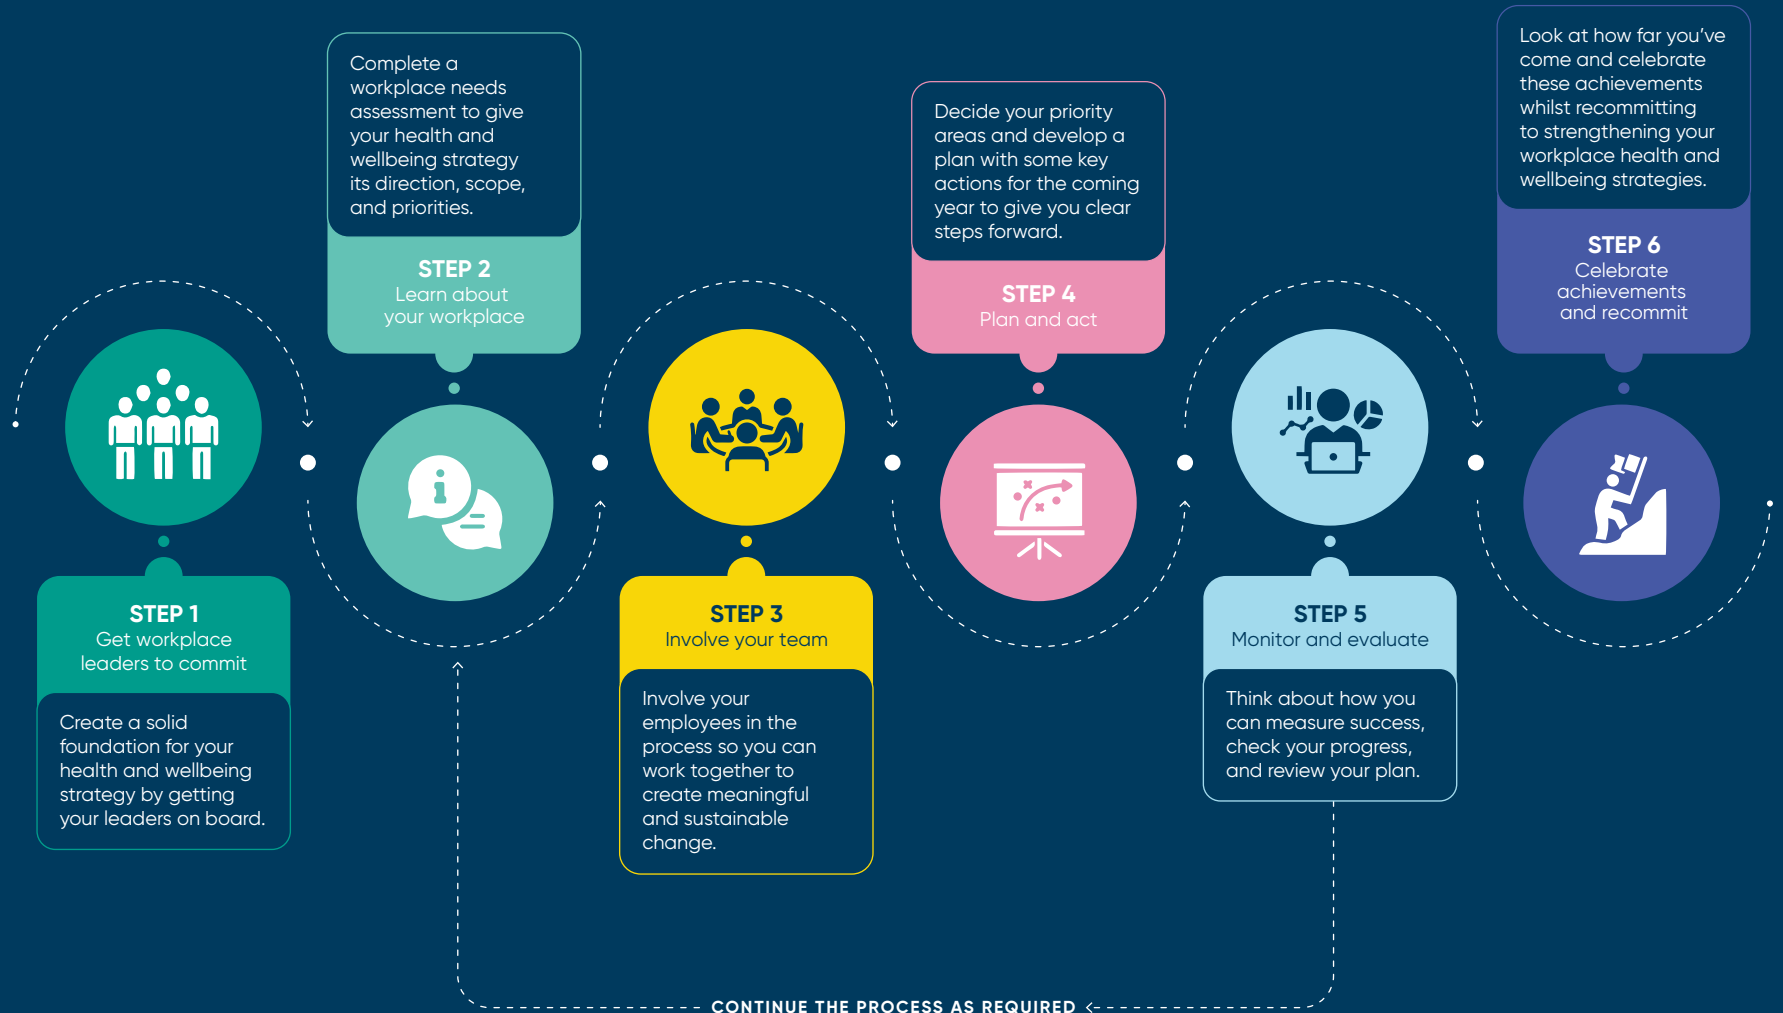 STEP 1
Get workplace
leaders to commit
Create a solid
foundation for your
health and wellbeing
strategy by getting
your leaders on board.
Complete a
workplace needs
assessment to give
your health and
wellbeing strategy
its direction, scope,
and priorities.
STEP 2
Learn about
your workplace
STEP 3
Involve your team
Involve your
employees in the
process so you can
work together to
create meaningful
and sustainable
change.
Decide your priority
areas and develop a
plan with some key
actions for the coming
year to give you clear
steps forward.
STEP 4
Plan and act
STEP 5
Monitor and evaluate
Think about how you
can measure success,
check your progress,
and review your plan.
Look at how far you’ve
come and celebrate
these achievements
whilst recommitting
to strengthening your
workplace health and
wellbeing strategies.
STEP 6
Celebrate
achievements
and recommit
CONTINUE THE PROCESS AS REQUIRED